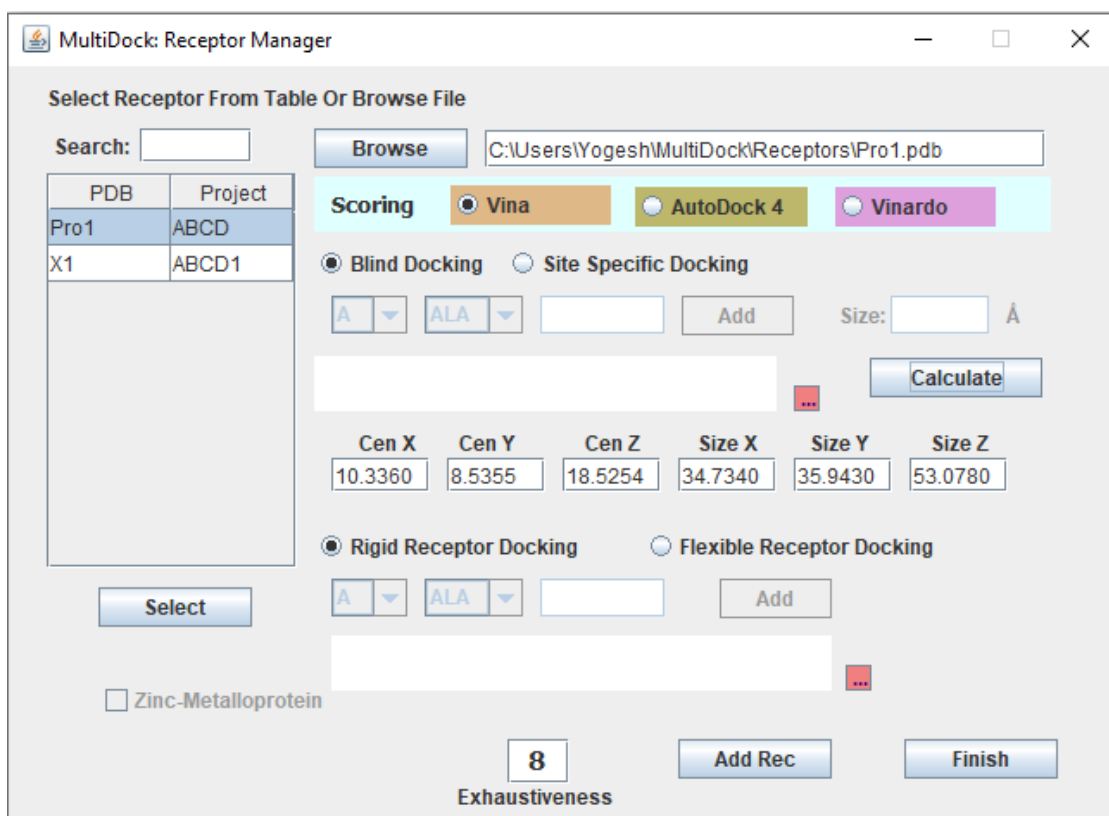 MultiDock: Receptor Manager
Select Receptor From Table Or Browse File
Search:
Browse C:\Users\Yogesh\MultiDock\Receptors\Pro1.pdb
PDB Project
Pro1 ABCD
X1 ABCD1
Scoring Vina AutoDock 4 Vinardo
Blind Docking Site Specific Docking
A ALA Add Size: Å
... Calculate
Cen X Cen Y Cen Z Size X Size Y Size Z
10.3360 8.5355 18.5254 34.7340 35.9430 53.0780
Rigid Receptor Docking Flexible Receptor Docking
Select
A ALA Add
...
Zinc-Metalloprotein
8 Add Rec Finish
Exhaustiveness